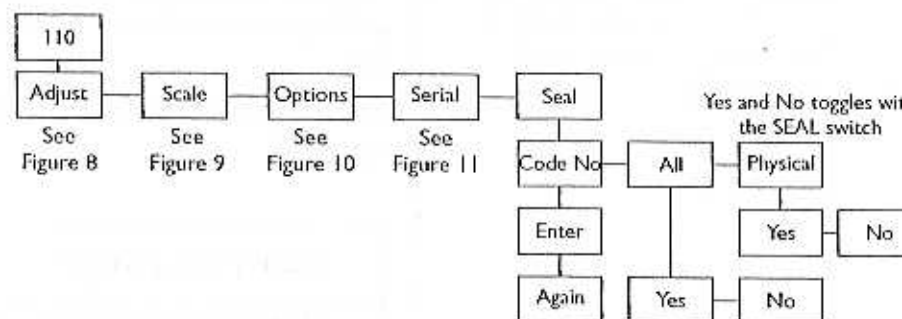 110
Adjust
Scale
Options
Serial
Seal
See
Figure 8
See
Figure 9
See
Figure 10
See
Figure 11
Yes and No toggles wit
the SEAL switch
Code No
All
Physical
Enter
Yes
No
Again
Yes
No